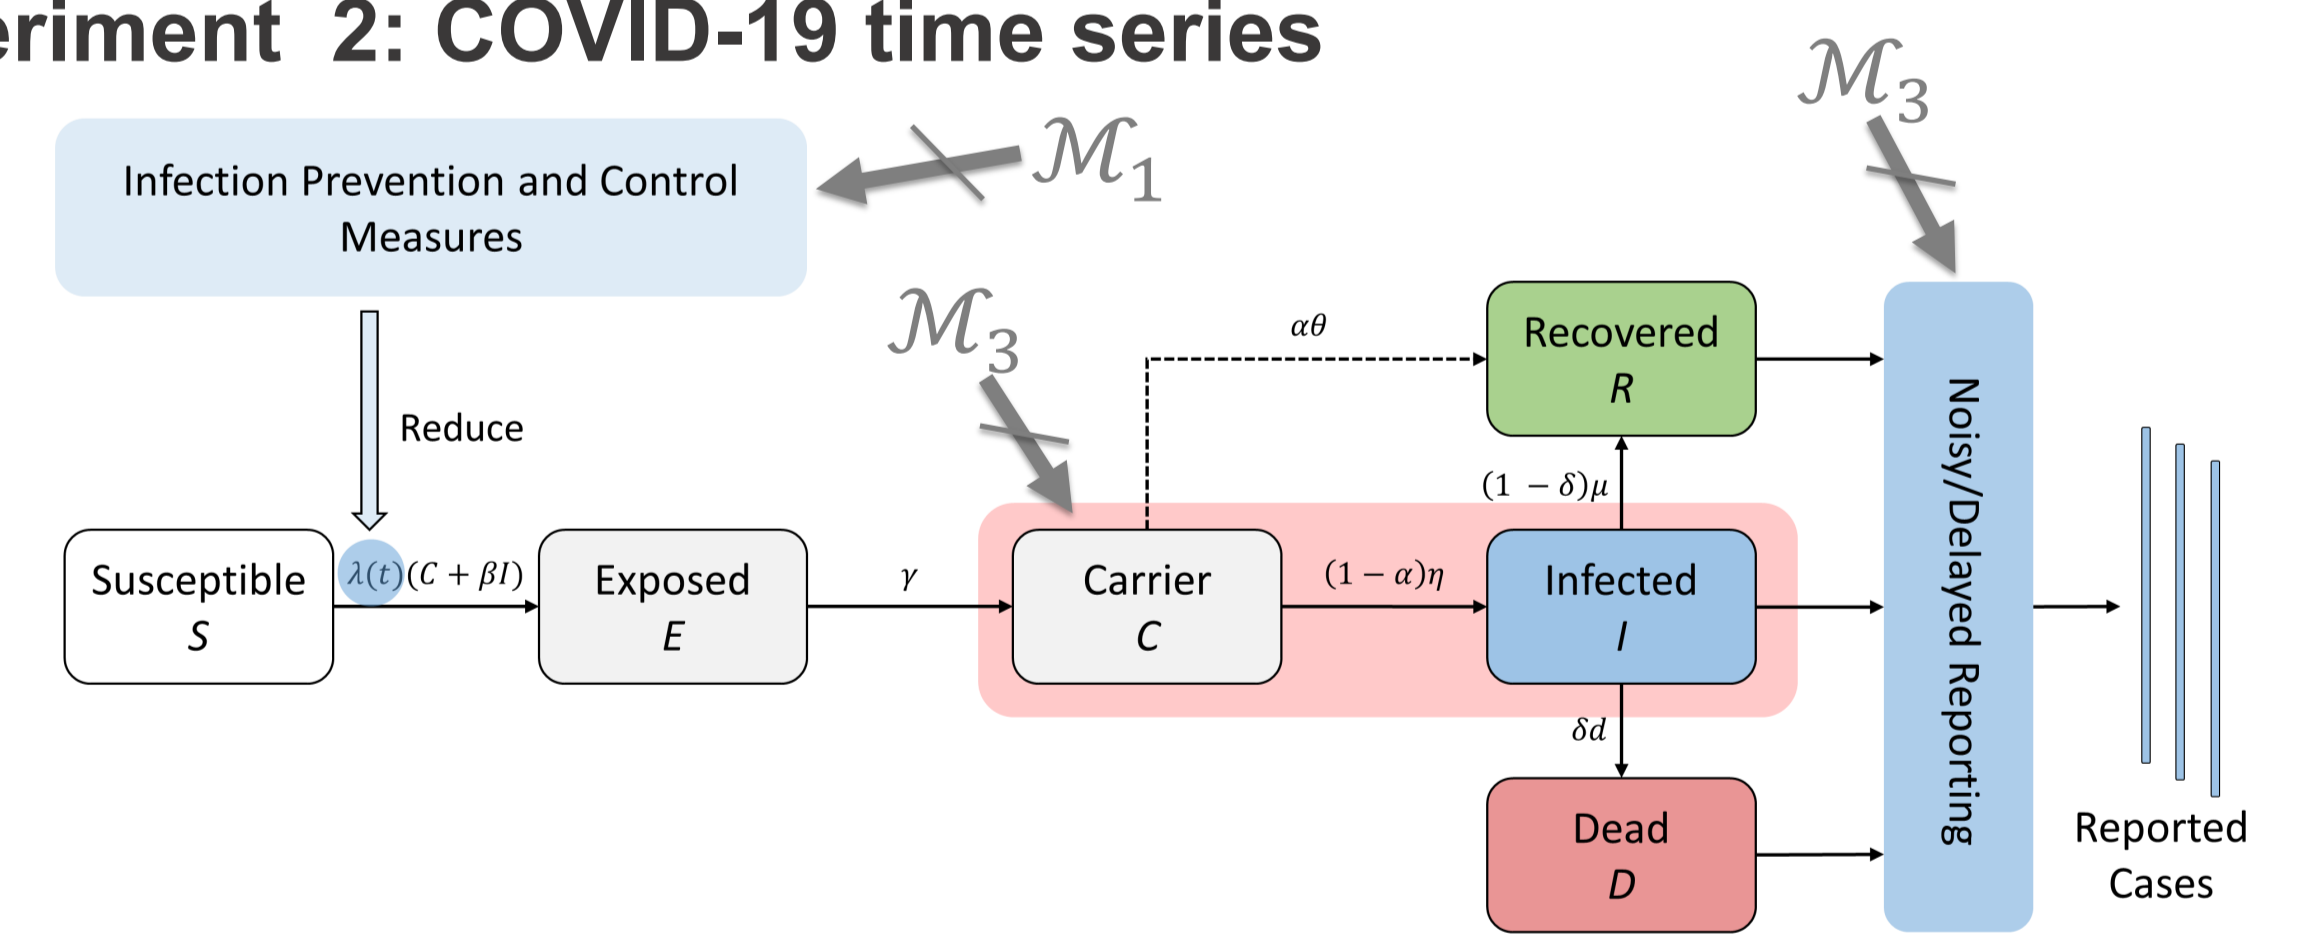 eriment 2: COVID-19 time series
ℳ3
Infection Prevention and Control
Measures
ℳ1
ℳ3
Reduce
αθ
Recovered
R
(1 − δ)μ
Susceptible
S
λ(t)(C + βI)
Exposed
E
γ
Carrier
C
(1 − α)η
Infected
I
δd
Dead
D
Noisy/Delayed Reporting
Reported
Cases